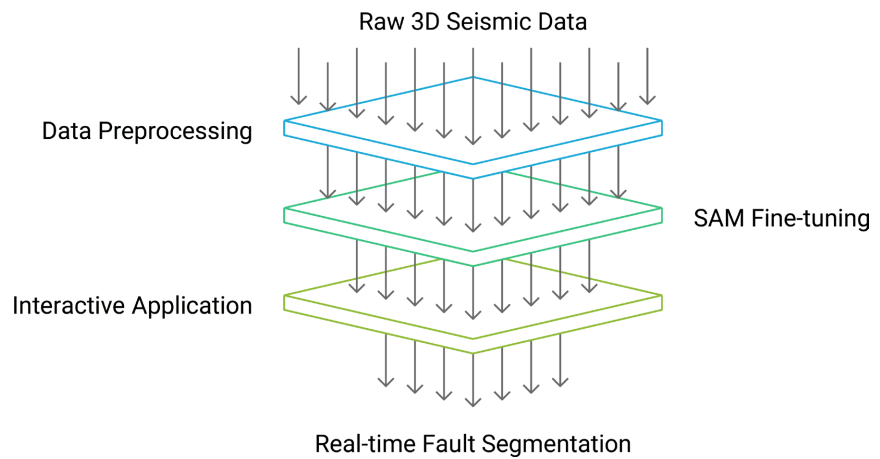 Raw 3D Seismic Data
Data Preprocessing
SAM Fine-tuning
Interactive Application
Real-time Fault Segmentation